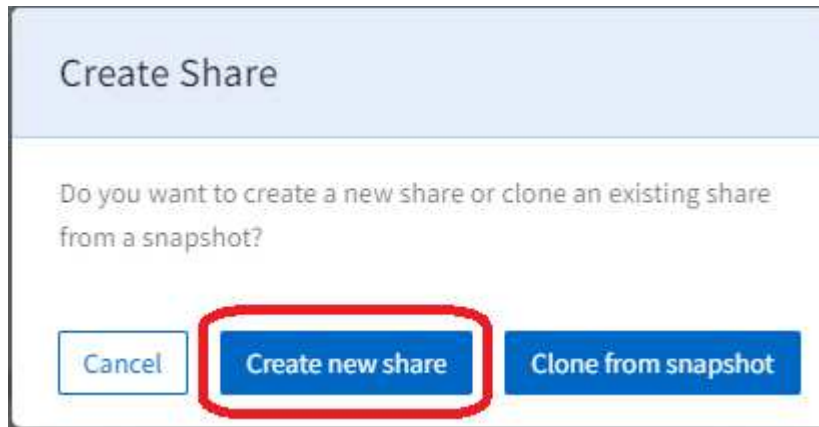 Create Share
Do you want to create a new share or clone an existing share
from a snapshot?
Cancel
Create new share
Clone from snapshot